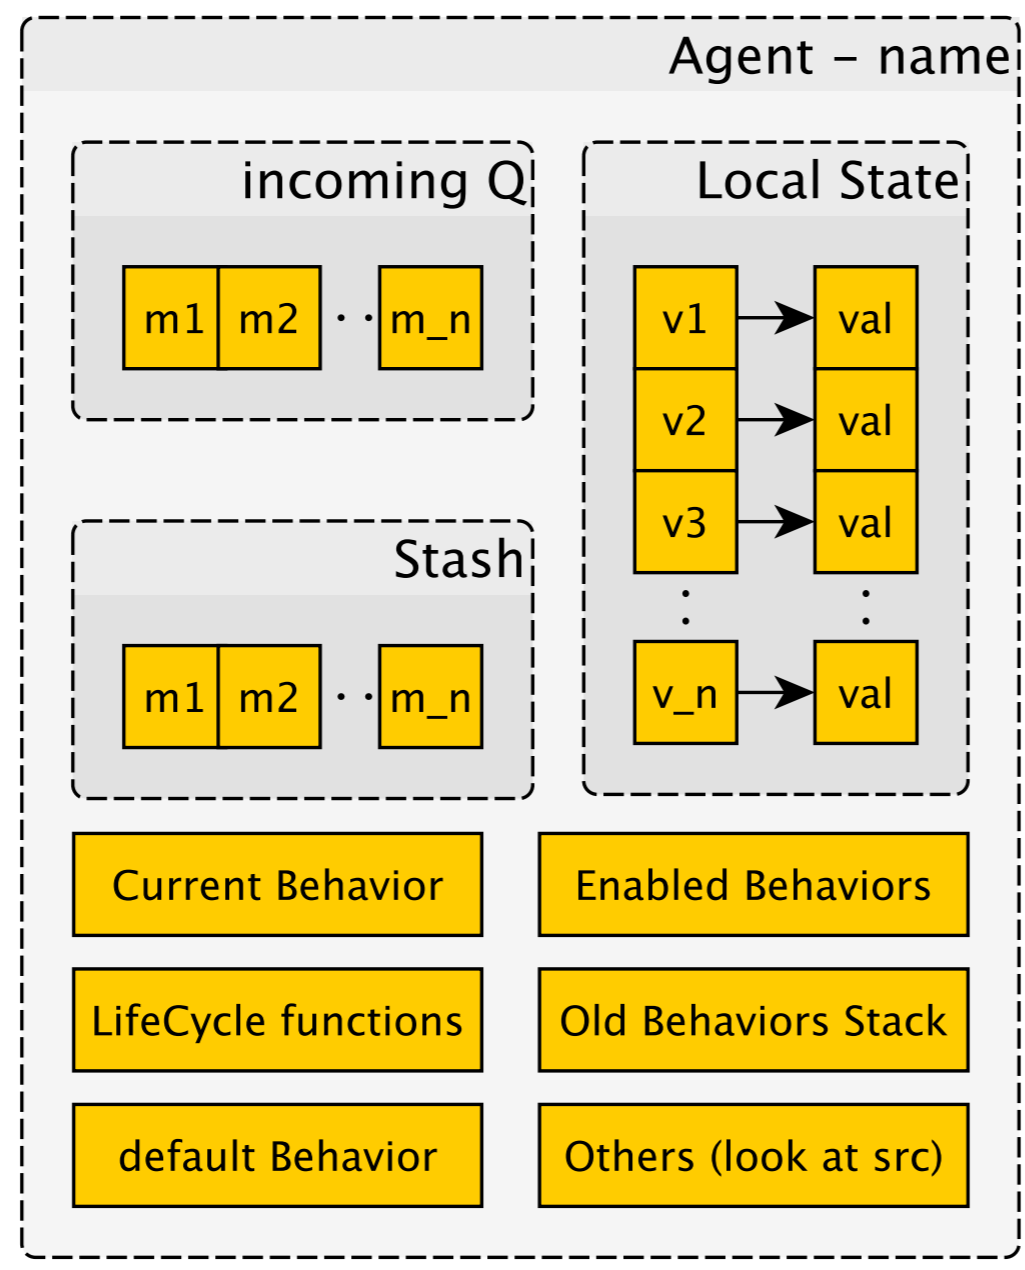 Agent – name
incoming Q
m1 m2 · · m_n
Local State
v1 val
v2 val
v3 val
: :
v_n val
Stash
m1 m2 · · m_n
Current Behavior
Enabled Behaviors
LifeCycle functions
Old Behaviors Stack
default Behavior
Others (look at src)